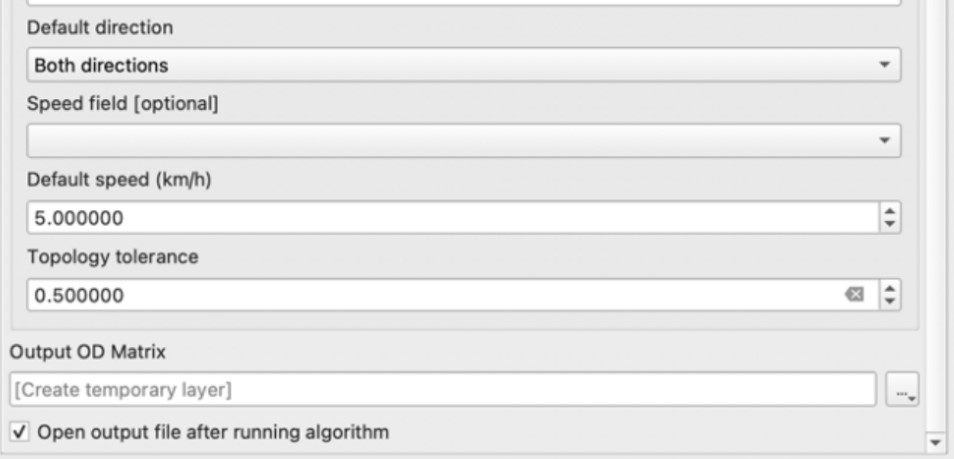 Default direction
Both directions
Speed field [optional]
Default speed (km/h)
5.000000
Topology tolerance
0.500000
Output OD Matrix
[Create temporary layer]
...
Open output file after running algorithm